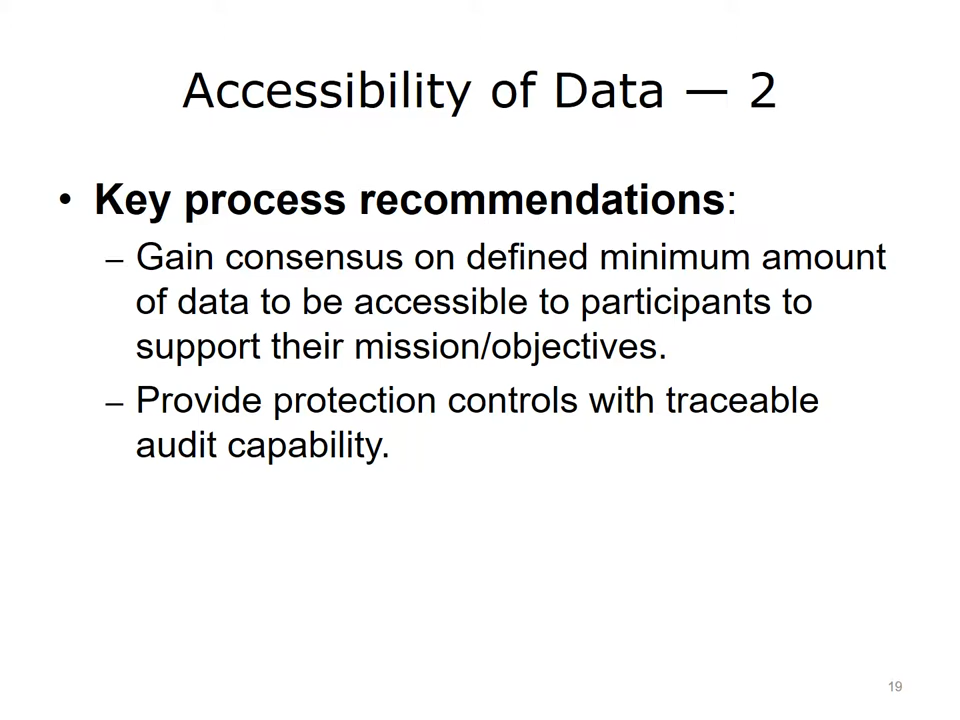 Accessibility of Data — 2
• Key process recommendations:
– Gain consensus on defined minimum amount
of data to be accessible to participants to
support their mission/objectives.
– Provide protection controls with traceable
audit capability.
19